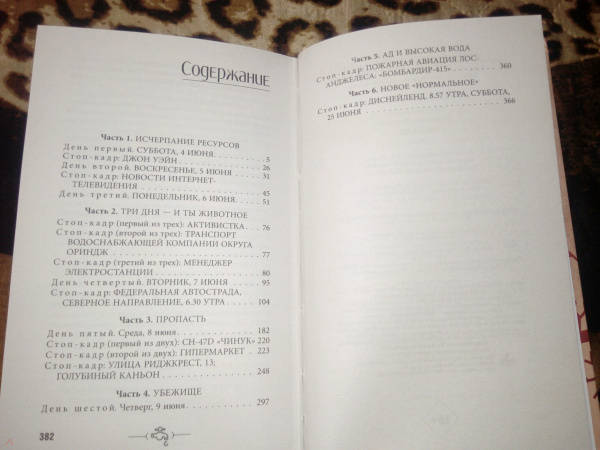 Содержание
Часть 1. ИСЧЕРПАНИЕ РЕСУРСОВ
День первый. СУББОТА, 4 ИЮНЯ. 5
Стоп-кадр: ДЖОН УЭЙН 26
День второй. ВОСКРЕСЕНЬЕ, 5 ИЮНЯ 31
Стоп-кадр: НОВОСТИ ИНТЕРНЕТ-
ТЕЛЕВИДЕНИЯ 45
День третий. ПОНЕДЕЛЬНИК, 6 ИЮНЯ. 51
Часть 2. ТРИ ДНЯ — И ТЫ ЖИВОТНОЕ
Стоп-кадр (первый из трех): АКТИВИСТКА 76
Стоп-кадр (второй из трех): ТРАНСПОРТ
ВОДОСНАБЖАЮЩЕЙ КОМПАНИИ ОКРУГА
ОРИНДЖ 77
Стоп-кадр (третий из трех): МЕНЕДЖЕР
ЭЛЕКТРОСТАНЦИИ 80
День четвертый. ВТОРНИК, 7 ИЮНЯ 95
Стоп-кадр: ФЕДЕРАЛЬНАЯ АВТОСТРАДА,
СЕВЕРНОЕ НАПРАВЛЕНИЕ, 6.30 УТРА 104
Часть 3. ПРОПАСТЬ
День пятый. Среда, 8 июня 182
Стоп-кадр (первый из двух): CH-47D «ЧИНУК» 220
Стоп-кадр (второй из двух): ГИПЕРМАРКЕТ 223
Стоп-кадр: УЛИЦА РИДЖКРЕСТ, 13;
ГОЛУБИНЫЙ КАНЬОН 248
Часть 4. УБЕЖИЩЕ
День шестой. Четверг, 9 июня 297
382
Часть 5. АД И ВЫСОКАЯ ВОДА
Стоп-кадр: ПОЖАРНАЯ АВИАЦИЯ ЛОС-
АНДЖЕЛЕСА: «БОМБАРДИР-415» 360
Часть 6. НОВОЕ «НОРМАЛЬНОЕ»
Стоп-кадр: ДИСНЕЙЛЕНД. 8.57 УТРА, СУББОТА,
25 ИЮНЯ 366